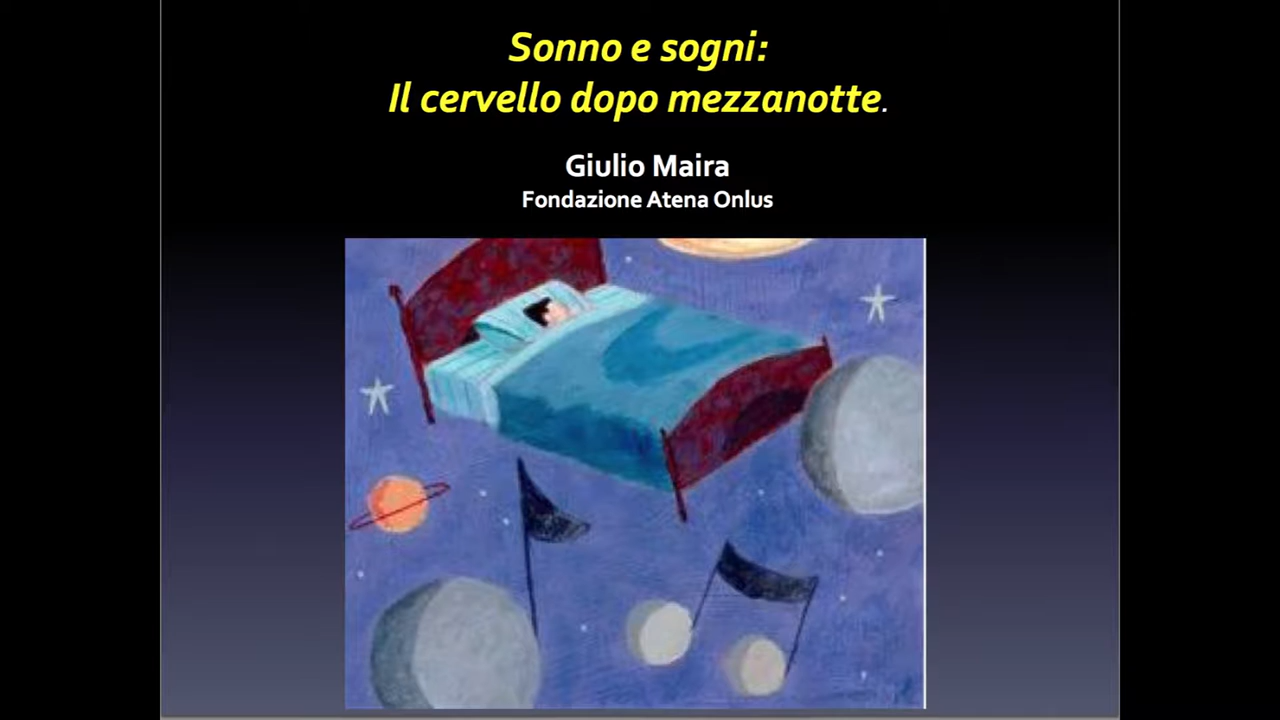 Sonno e sogni:
Il cervello dopo mezzanotte.
Giulio Maira
Fondazione Atena Onlus